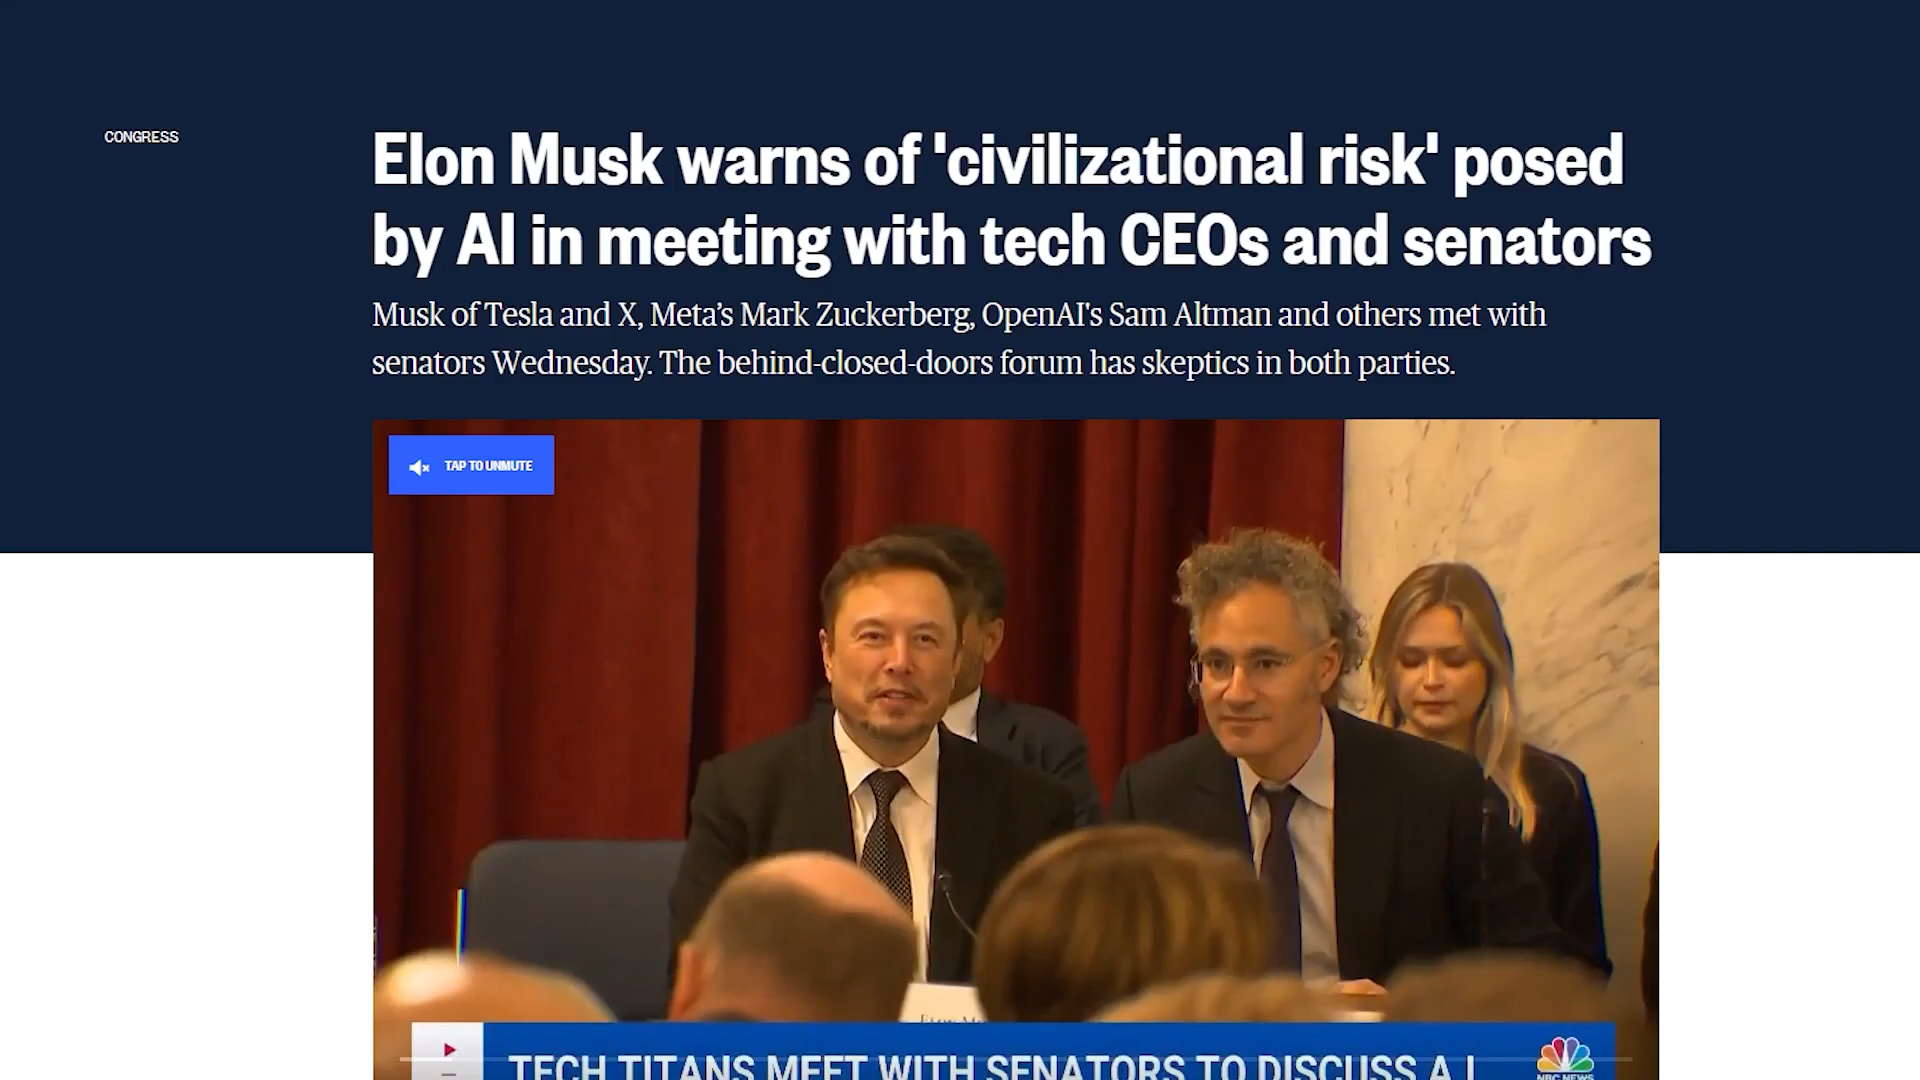 CONGRESS
Elon Musk warns of 'civilizational risk' posed
by AI in meeting with tech CEOs and senators
Musk of Tesla and X, Meta’s Mark Zuckerberg, OpenAI's Sam Altman and others met with
senators Wednesday. The behind-closed-doors forum has skeptics in both parties.
TAP TO UNMUTE
TECH TITANS MEET WITH SENATORS TO DISCUSS A.I.
NBC NEWS